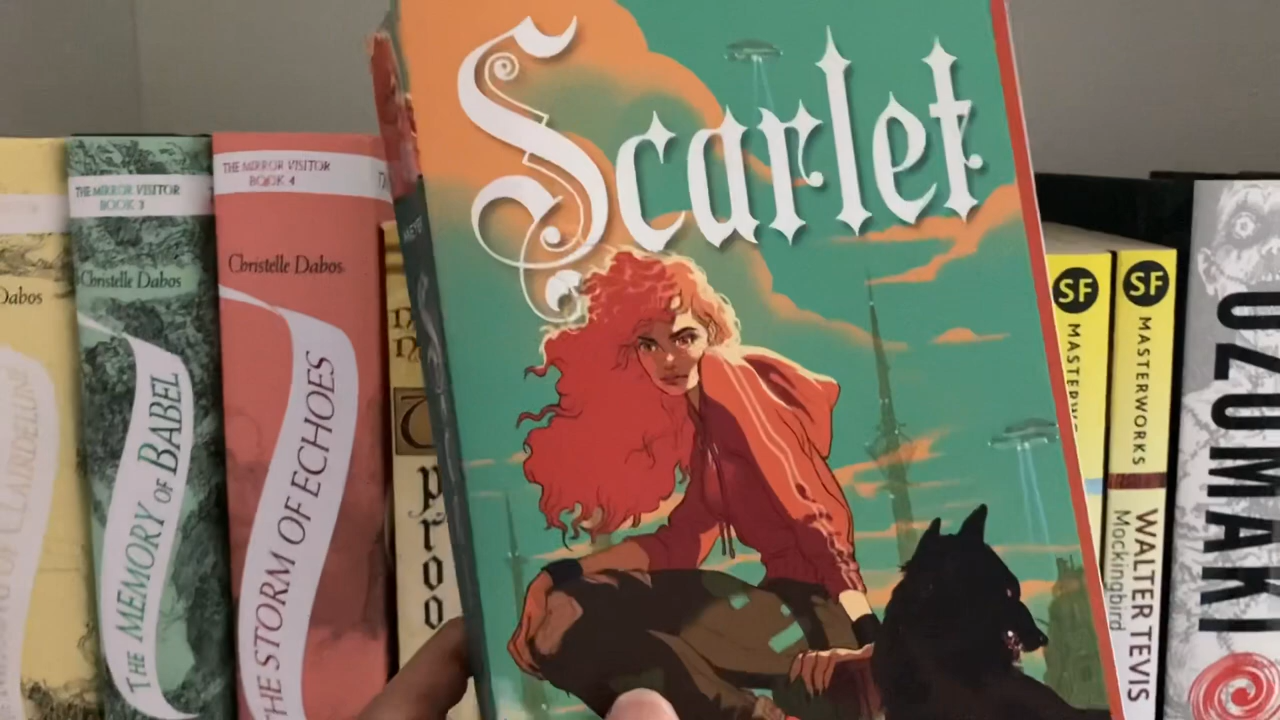 Scarlet
Dabos
THE MIRROR VISITOR
BOOK 3
Christelle Dabos
THE MEMORY OF BABEL
THE MIRROR VISITOR
BOOK 4
Christelle Dabos
THE STORM OF ECHOES
proo
SF
SF
MASTERWORKS
WALTER TEVIS
Mockingbird
UZUMAKI